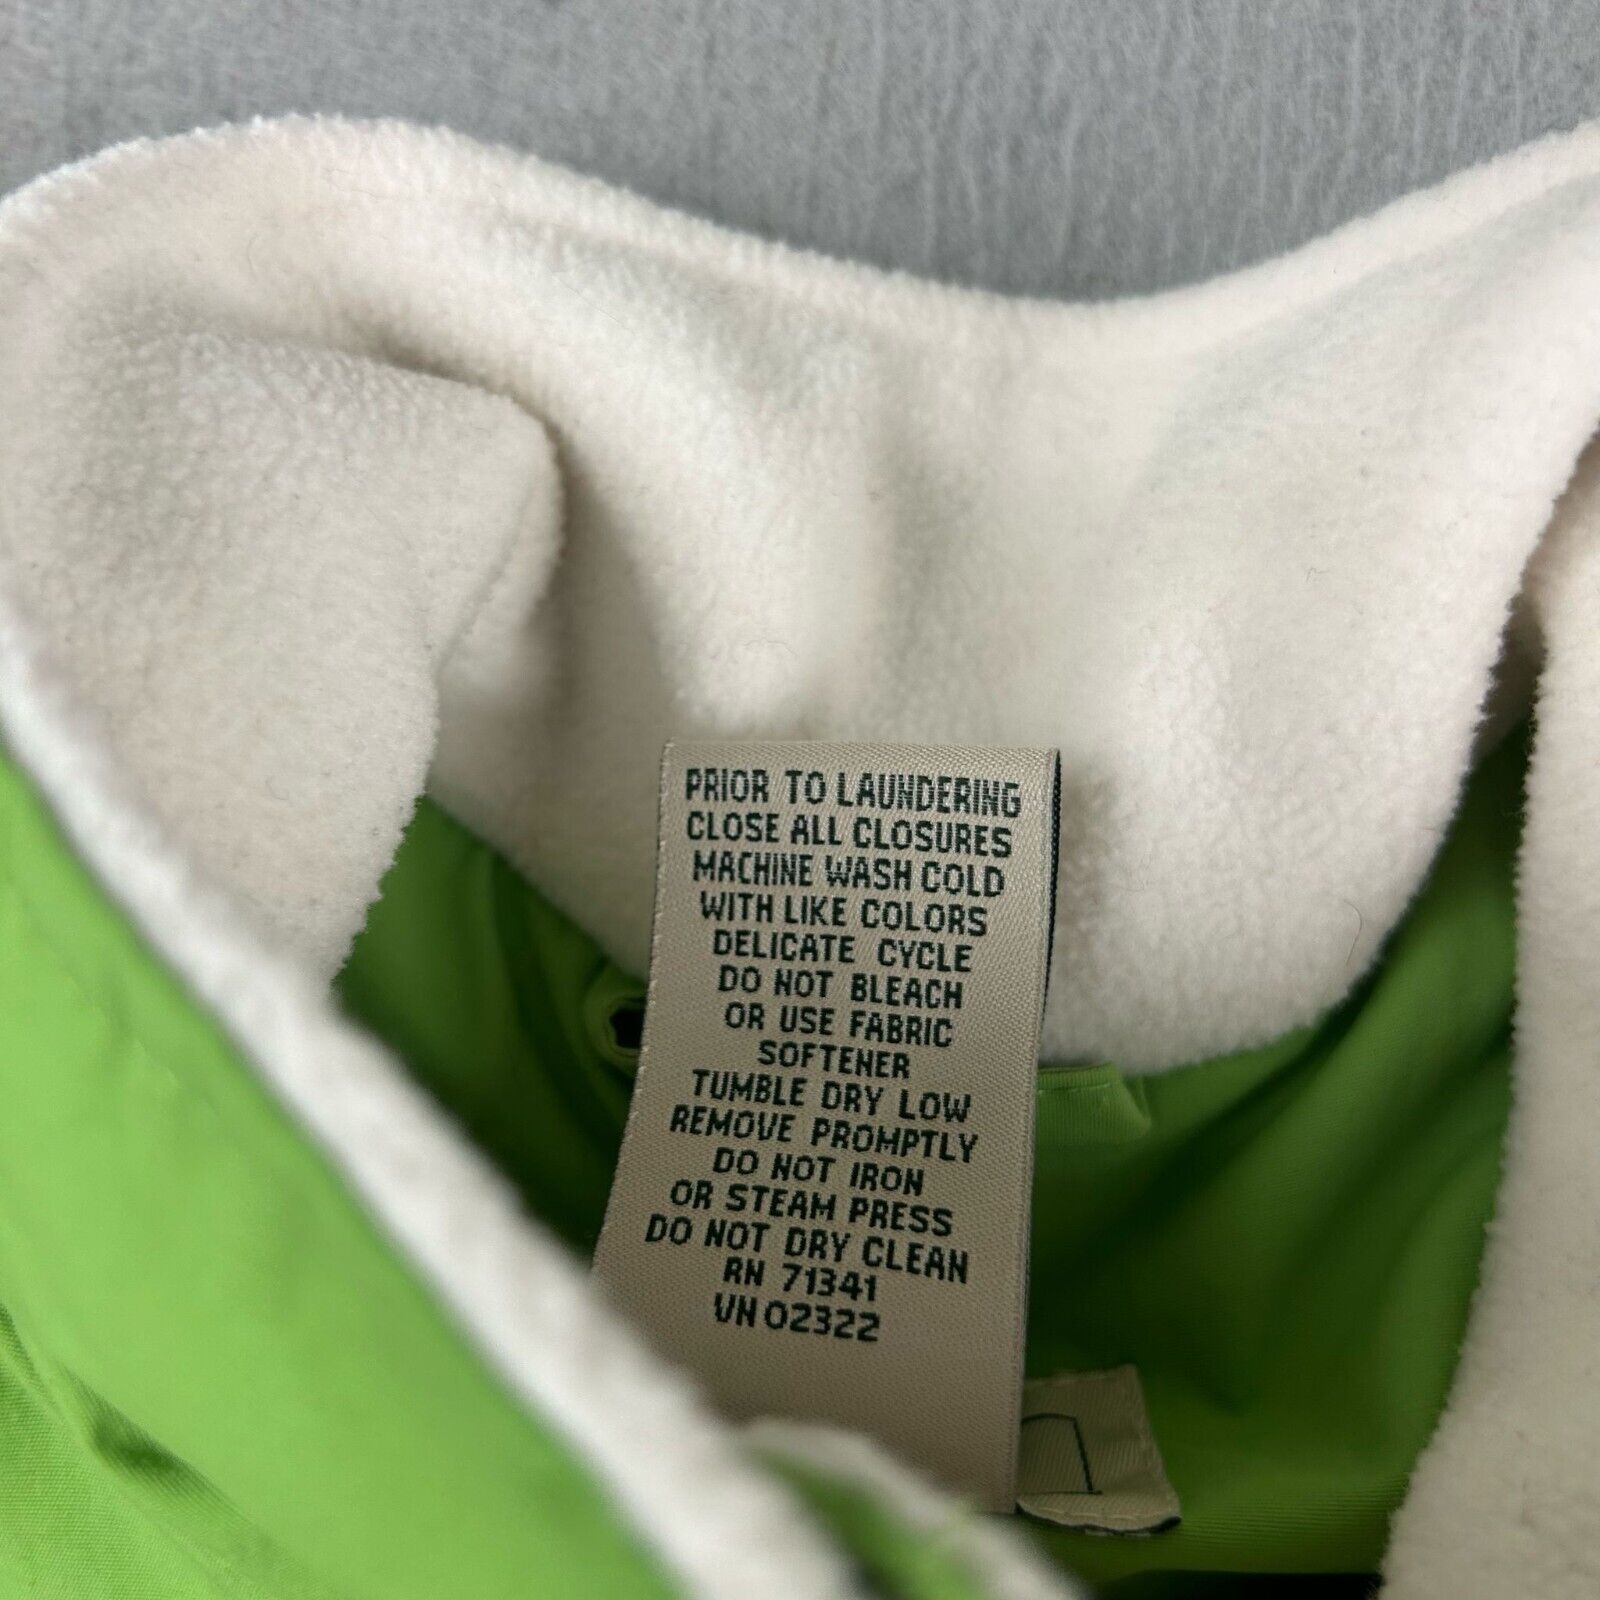 PRIOR TO LAUNDERING
CLOSE ALL CLOSURES
MACHINE WASH COLD
WITH LIKE COLORS
DELICATE CYCLE
DO NOT BLEACH
OR USE FABRIC
SOFTENER
TUMBLE DRY LOW
REMOVE PROMPTLY
DO NOT IRON
OR STEAM PRESS
DO NOT DRY CLEAN
RN 71341
VN 02322